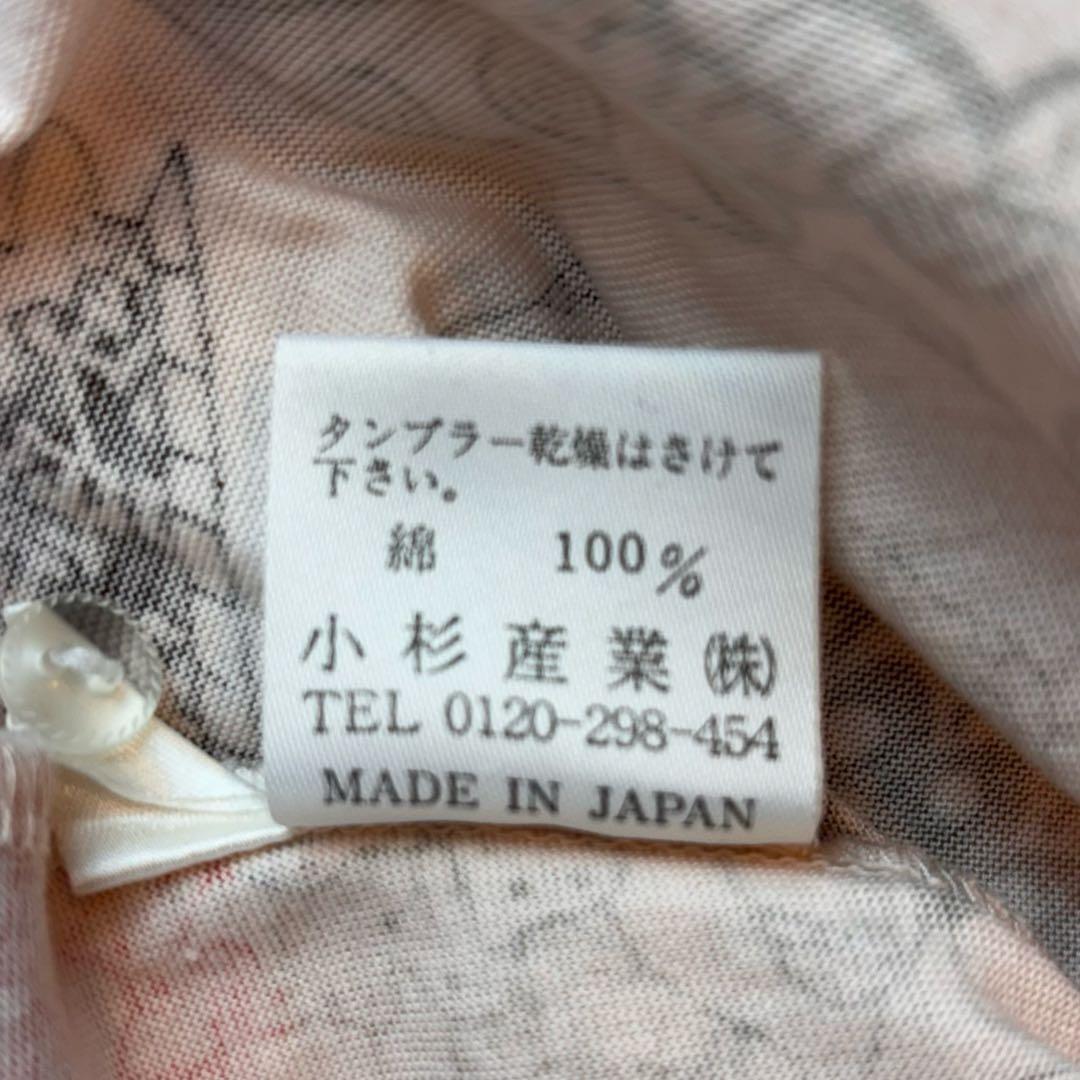 タンブラー乾燥はさけて
下さい。
綿 100%
小杉産業㈱
TEL 0120-298-454
MADE IN JAPAN